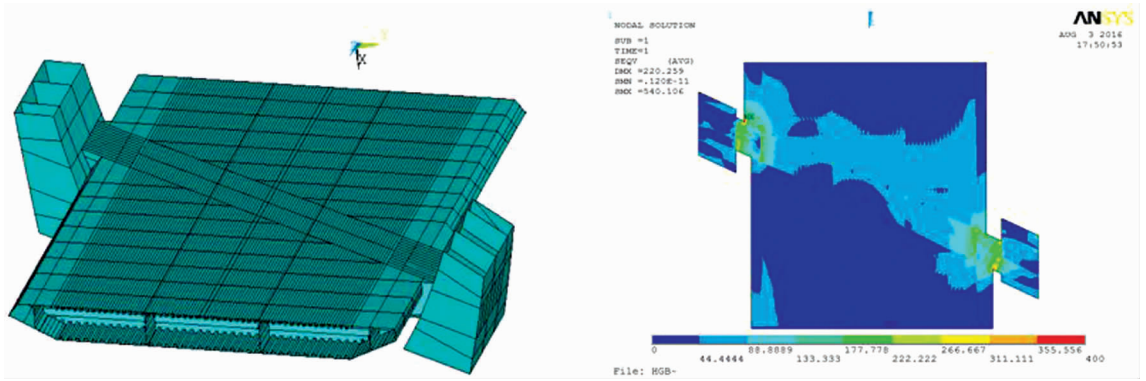 Y
X
NODAL SOLUTION
SUB =1
TIME=1
SEQV (AVG)
DMX =220.259
SMN =.120E-11
SMX =540.106
ANSYS
AUG 3 2016
17:50:53
0
44.4444
88.8889
133.333
177.778
222.222
266.667
311.111
355.556
400
File: HGB~